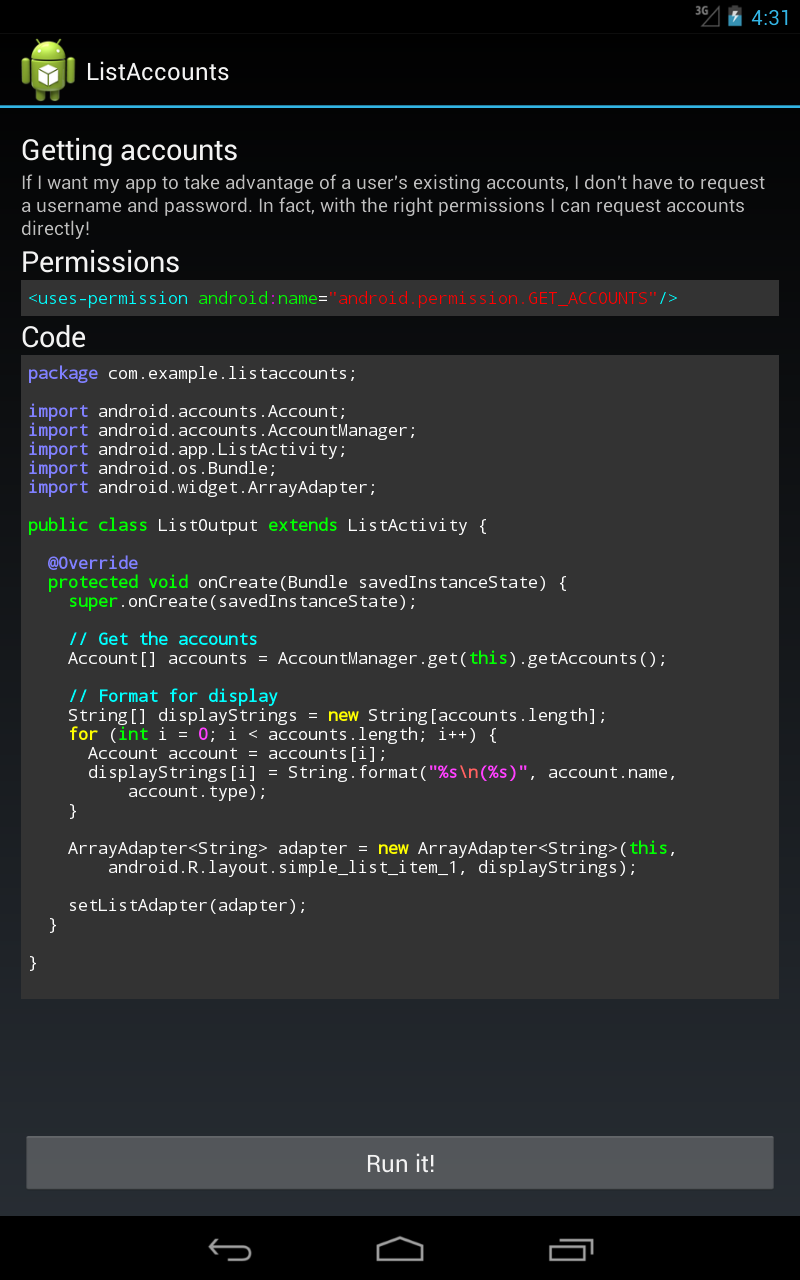 3G 4:31
ListAccounts
Getting accounts
If I want my app to take advantage of a user's existing accounts, I don't have to request
a username and password. In fact, with the right permissions I can request accounts
directly!
Permissions
<uses-permission android:name="android.permission.GET_ACCOUNTS"/>
Code
package com.example.listaccounts;
import android.accounts.Account;
import android.accounts.AccountManager;
import android.app.ListActivity;
import android.os.Bundle;
import android.widget.ArrayAdapter;
public class ListOutput extends ListActivity {
@Override
protected void onCreate(Bundle savedInstanceState) {
super.onCreate(savedInstanceState);
// Get the accounts
Account[] accounts = AccountManager.get(this).getAccounts();
// Format for display
String[] displayStrings = new String[accounts.length];
for (int i = 0; i < accounts.length; i++) {
Account account = accounts[i];
displayStrings[i] = String.format("%s\n(%s)", account.name,
account.type);
}
ArrayAdapter<String> adapter = new ArrayAdapter<String>(this,
android.R.layout.simple_list_item_1, displayStrings);
setListAdapter(adapter);
}
}
Run it!